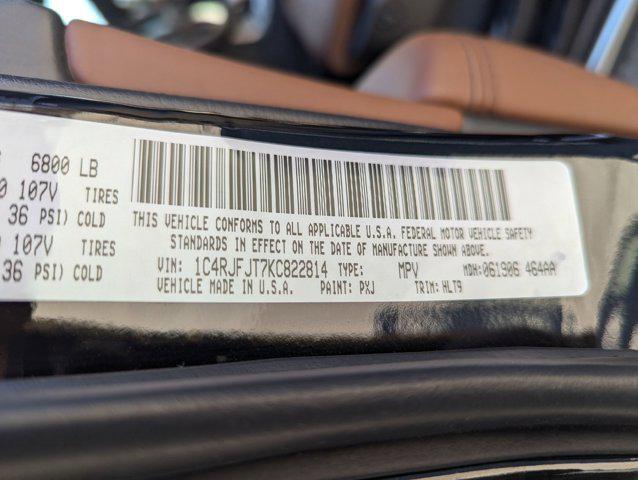 6800 LB
107V TIRES
36 PSI) COLD
107V TIRES
36 PSI) COLD
THIS VEHICLE CONFORMS TO ALL APPLICABLE U.S.A. FEDERAL MOTOR VEHICLE SAFETY
STANDARDS IN EFFECT ON THE DATE OF MANUFACTURE SHOWN ABOVE.
VIN: 1C4RJFJT7KC822814 TYPE: MPV MDH: 061906 464AA
VEHICLE MADE IN U.S.A. PAINT: PXJ TRIM: HLT9